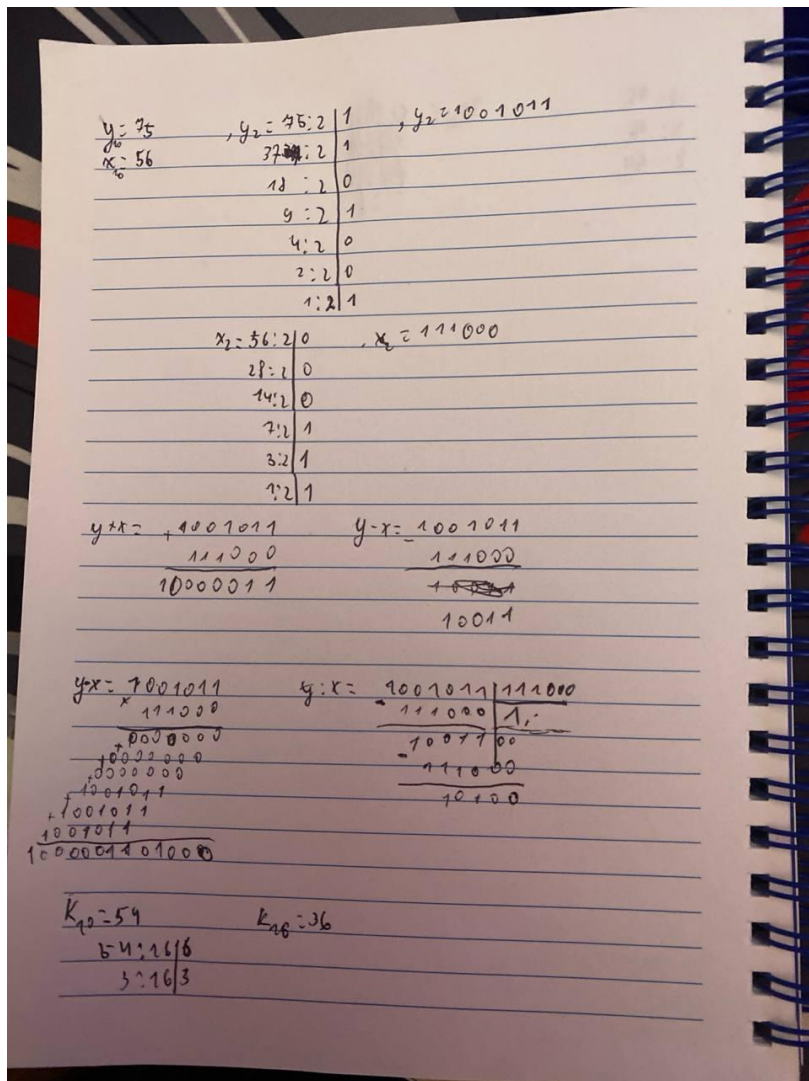 y₁₀ = 75 , y₂ = 75:2|1 , y₂ = 1001011
x₁₀ = 56 37:2|1
18:2|0
9:2|1
4:2|0
2:2|0
1:2|1
x₂ = 56:2|0 , x₂ = 111000
28:2|0
14:2|0
7:2|1
3:2|1
1:2|1
y+x= +1001011 y-x= -1001011
111000 111000
10000011
10011
y·x= 1001011 y:x= 1001011|111000
× 111000 - 111000|1,-
0000000 1001100
+0000000 - 111000
+0000000 10100
+1001011
+1001011
1001011
1000001101000
K₁₀=54 K₁₆=36
54:16|6
3:16|3